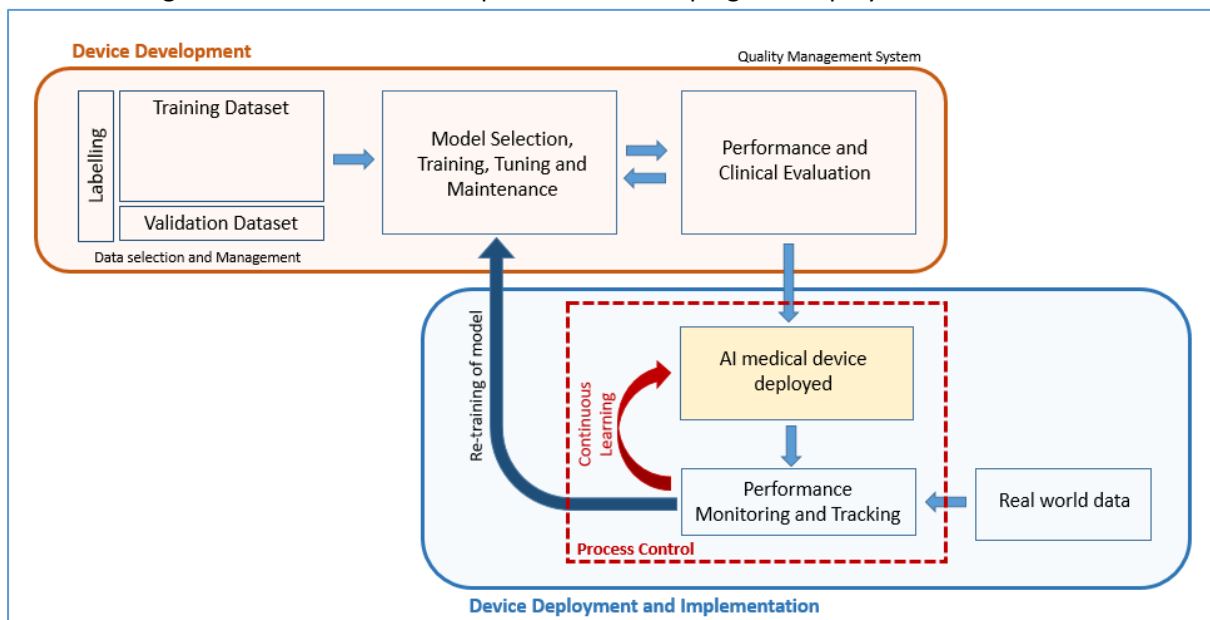 Device Development
Quality Management System
Labelling
Training Dataset
Validation Dataset
Data selection and Management
Model Selection,
Training, Tuning and
Maintenance
Performance and
Clinical Evaluation
Re-training of model
Continuous
Learning
AI medical device
deployed
Performance
Monitoring and Tracking
Real world data
Process Control
Device Deployment and Implementation